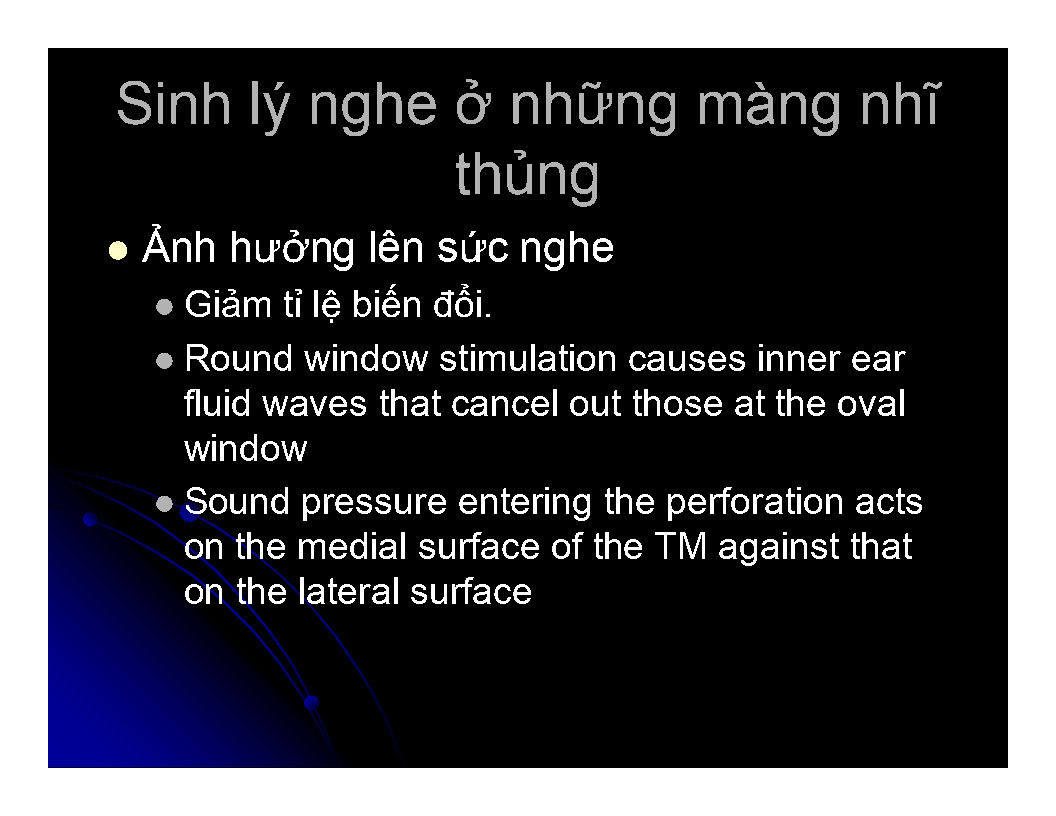 Sinh lý nghe ở những màng nhĩ
thủng
Ảnh hưởng lên sức nghe
Giảm tỉ lệ biến đổi.
Round window stimulation causes inner ear
fluid waves that cancel out those at the oval
window
Sound pressure entering the perforation acts
on the medial surface of the TM against that
on the lateral surface